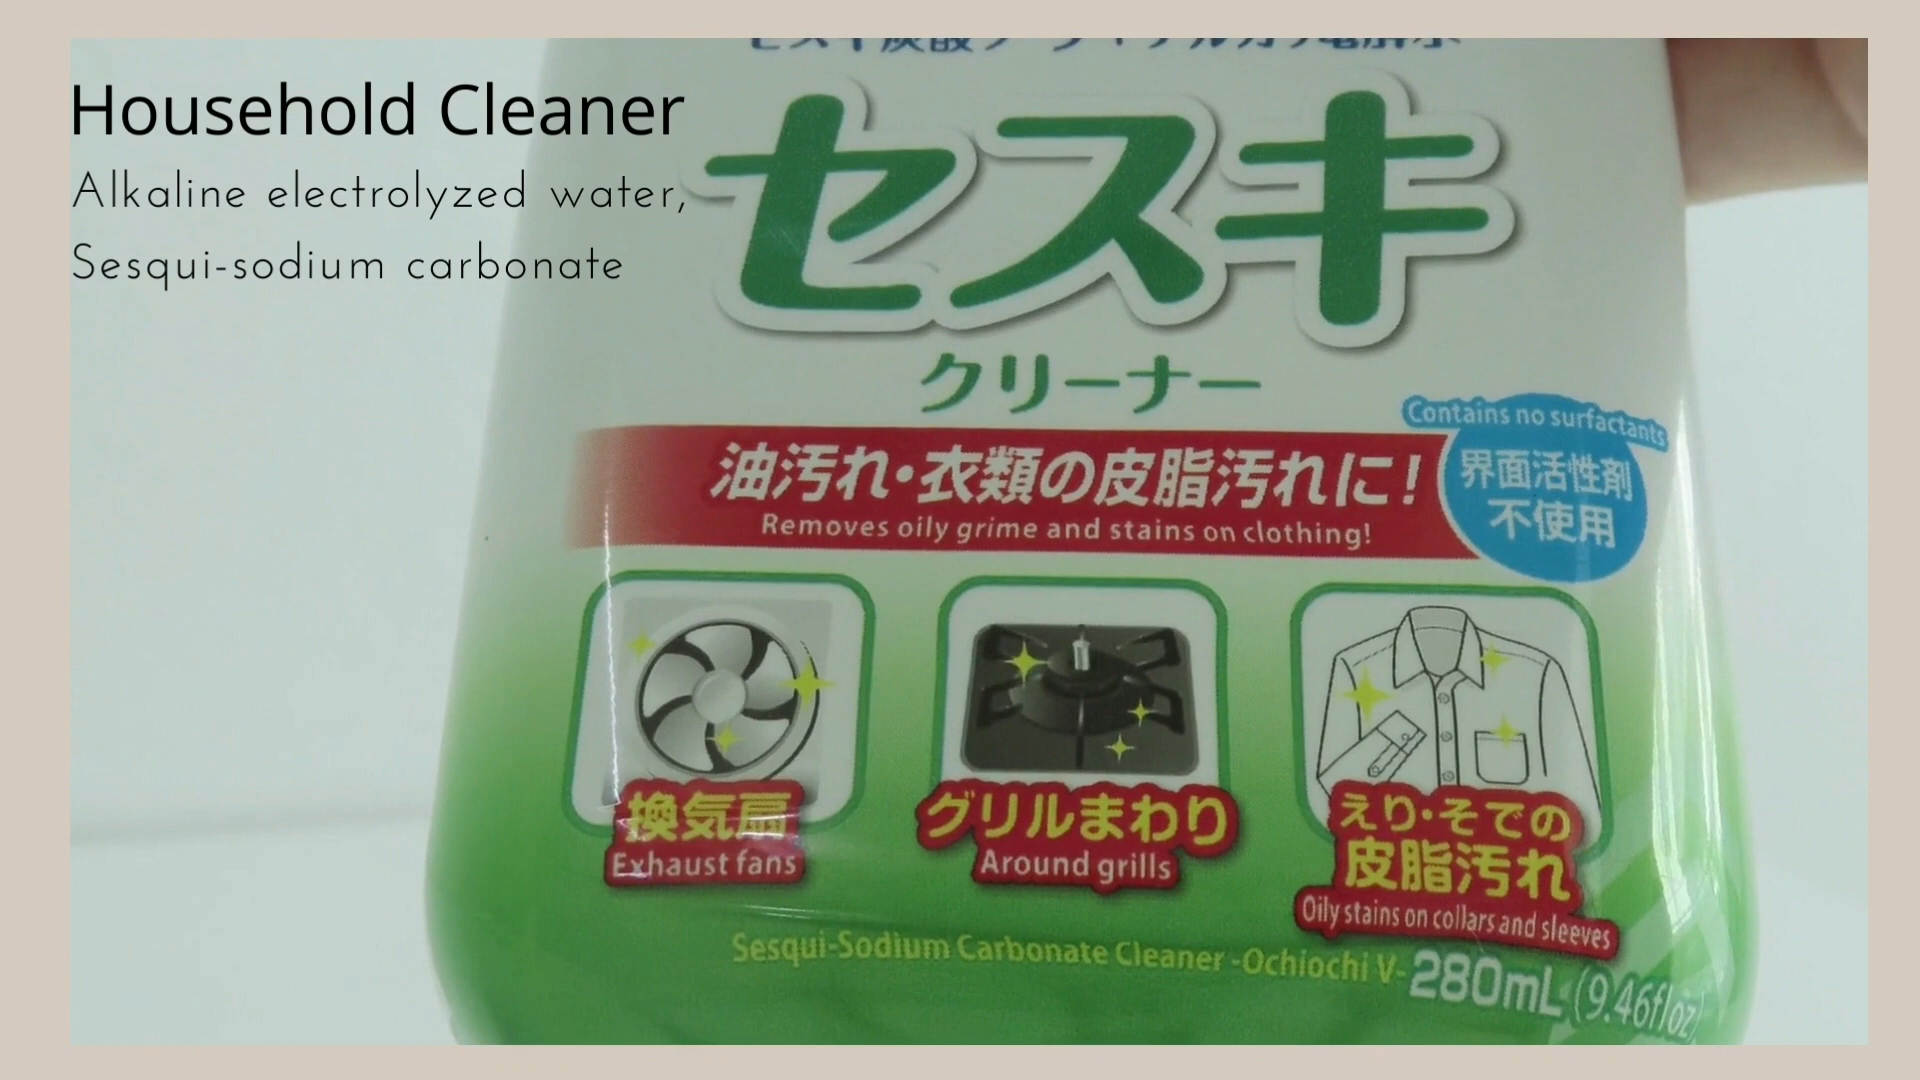 Household Cleaner
Alkaline electrolyzed water,
Sesqui-sodium carbonate
セスキ
クリーナー
Contains no surfactants
界面活性剤
不使用
油汚れ・衣類の皮脂汚れに!
Removes oily grime and stains on clothing!
換気扇
Exhaust fans
グリルまわり
Around grills
えり・そでの
皮脂汚れ
Oily stains on collars and sleeves
Sesqui-Sodium Carbonate Cleaner -Ochiochi V-
280mL (9.46fl oz)